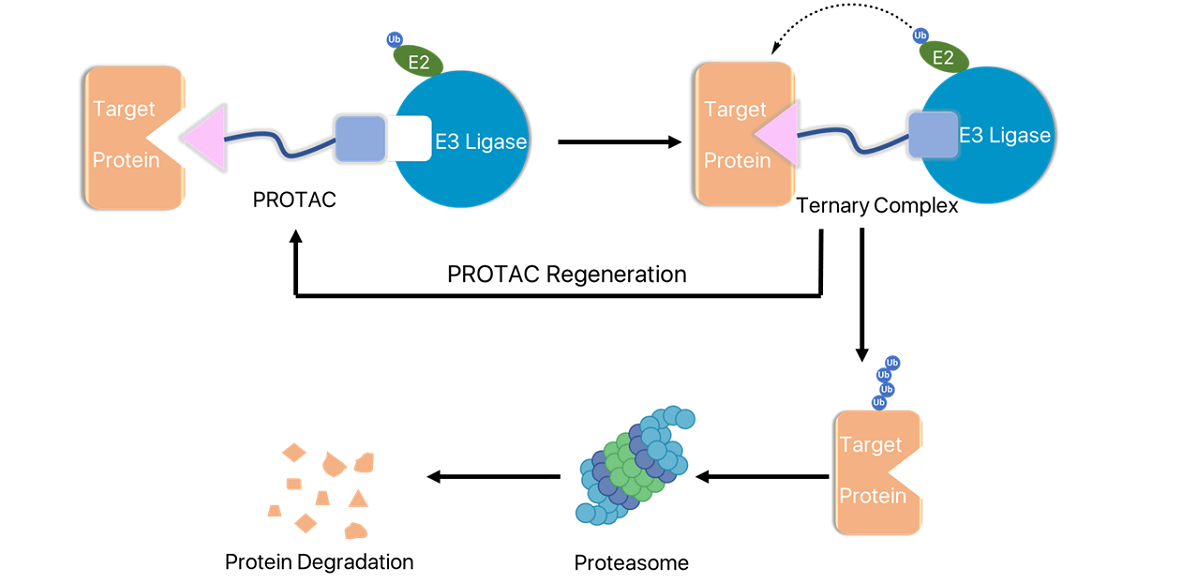 Ub
E2
Target
Protein
E3 Ligase
PROTAC
Ub
E2
Target
Protein
E3 Ligase
Ternary Complex
PROTAC Regeneration
Ub
Ub
Ub
Ub
Target
Protein
Protein Degradation
Proteasome